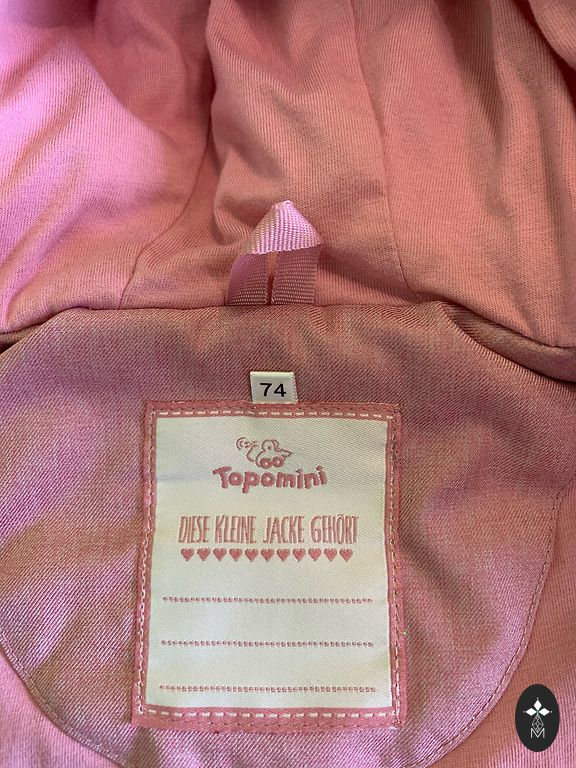 74
Topomini
DIESE KLEINE JACKE GEHÖRT
M